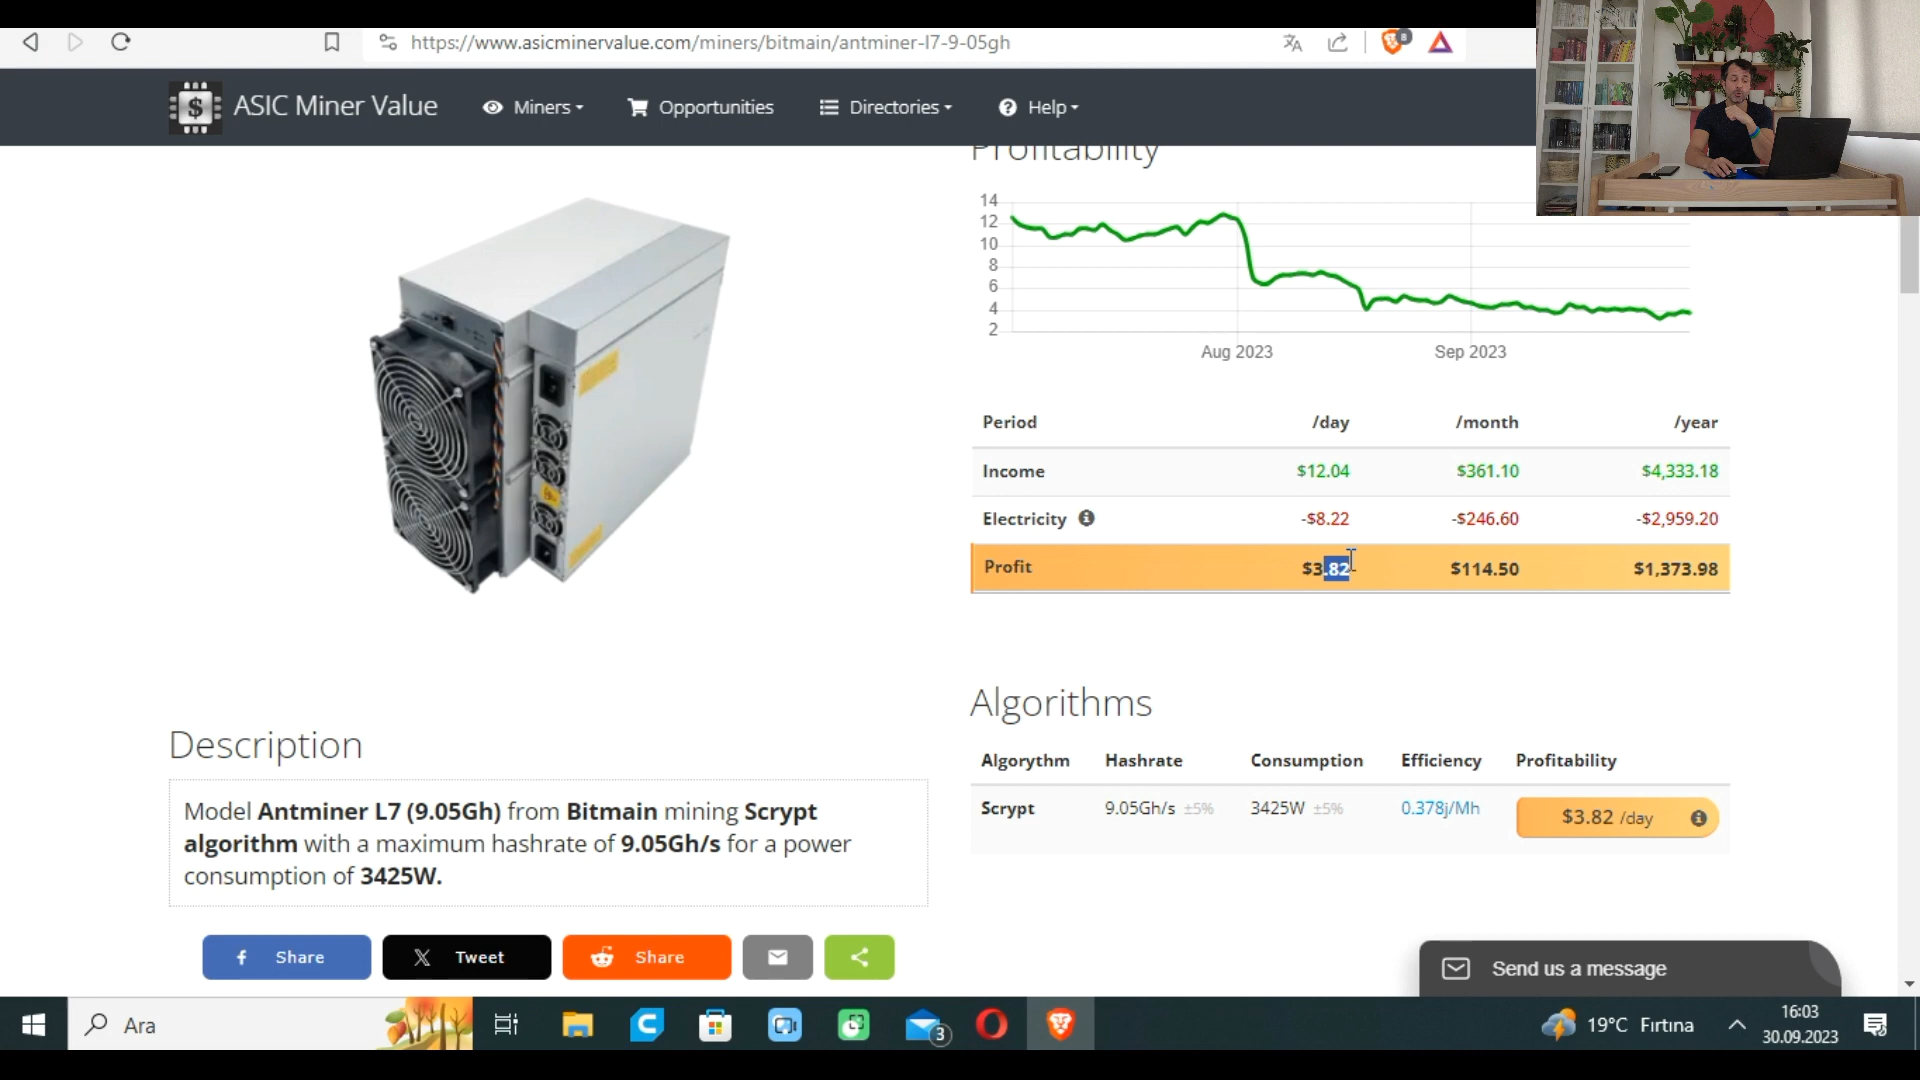 https://www.asicminervalue.com/miners/bitmain/antminer-l7-9-05gh
8
ASIC Miner Value
Miners
Opportunities
Directories
Help
Profitability
14
12
10
8
6
4
2
Aug 2023
Sep 2023
Period /day /month /year
Income $12.04 $361.10 $4,333.18
Electricity -$8.22 -$246.60 -$2,959.20
Profit $3.82 $114.50 $1,373.98
Algorithms
Algorythm Hashrate Consumption Efficiency Profitability
Scrypt 9.05Gh/s ±5% 3425W ±5% 0.378j/Mh $3.82 /day
Description
Model Antminer L7 (9.05Gh) from Bitmain mining Scrypt
algorithm with a maximum hashrate of 9.05Gh/s for a power
consumption of 3425W.
Share
Tweet
Share
Send us a message
Ara
3
19°C Fırtına
16:03
30.09.2023